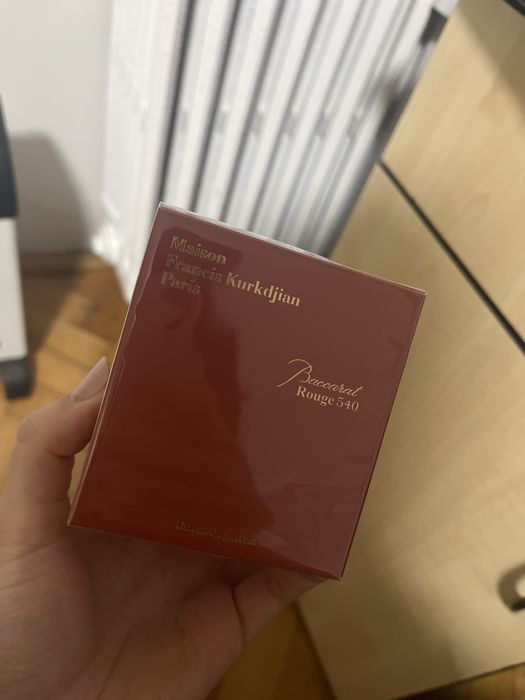 Maison
Francis Kurkdjian
Paris
Baccarat
Rouge 540
Extrait de parfum